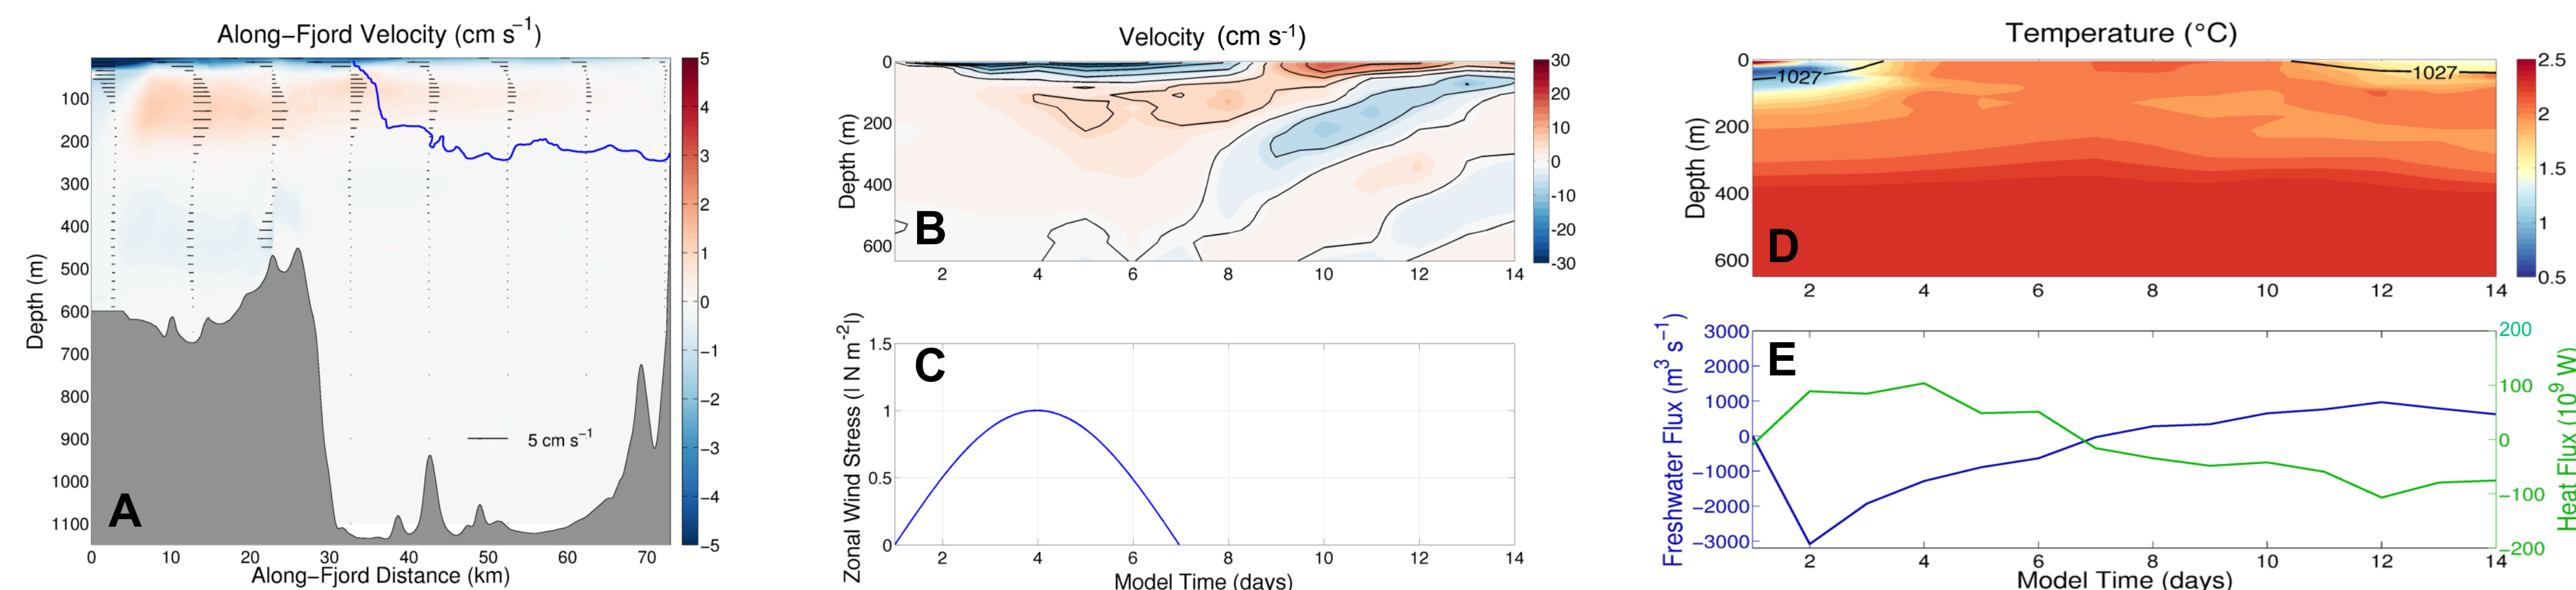 Along−Fjord Velocity (cm s−1)
Depth (m)
100
200
300
400
500
600
700
800
900
1000
1100
0 10 20 30 40 50 60 70
Along−Fjord Distance (km)
5 cm s−1
A
5
4
3
2
1
0
−1
−2
−3
−4
−5
Velocity (cm s-1)
Depth (m)
0
200
400
600
B
2 4 6 8 10 12 14
30
20
10
0
-10
-20
-30
Zonal Wind Stress (| N m-2|)
1.5
1
0.5
0
C
2 4 6 8 10 12 14
Model Time (days)
Temperature (°C)
Depth (m)
0
200
400
600
1027
1027
D
2 4 6 8 10 12 14
2.5
2
1.5
1
0.5
Freshwater Flux (m3 s−1)
3000
2000
1000
0
−1000
−2000
−3000
E
200
100
0
−100
−200
Heat Flux (109 W)
2 4 6 8 10 12 14
Model Time (days)